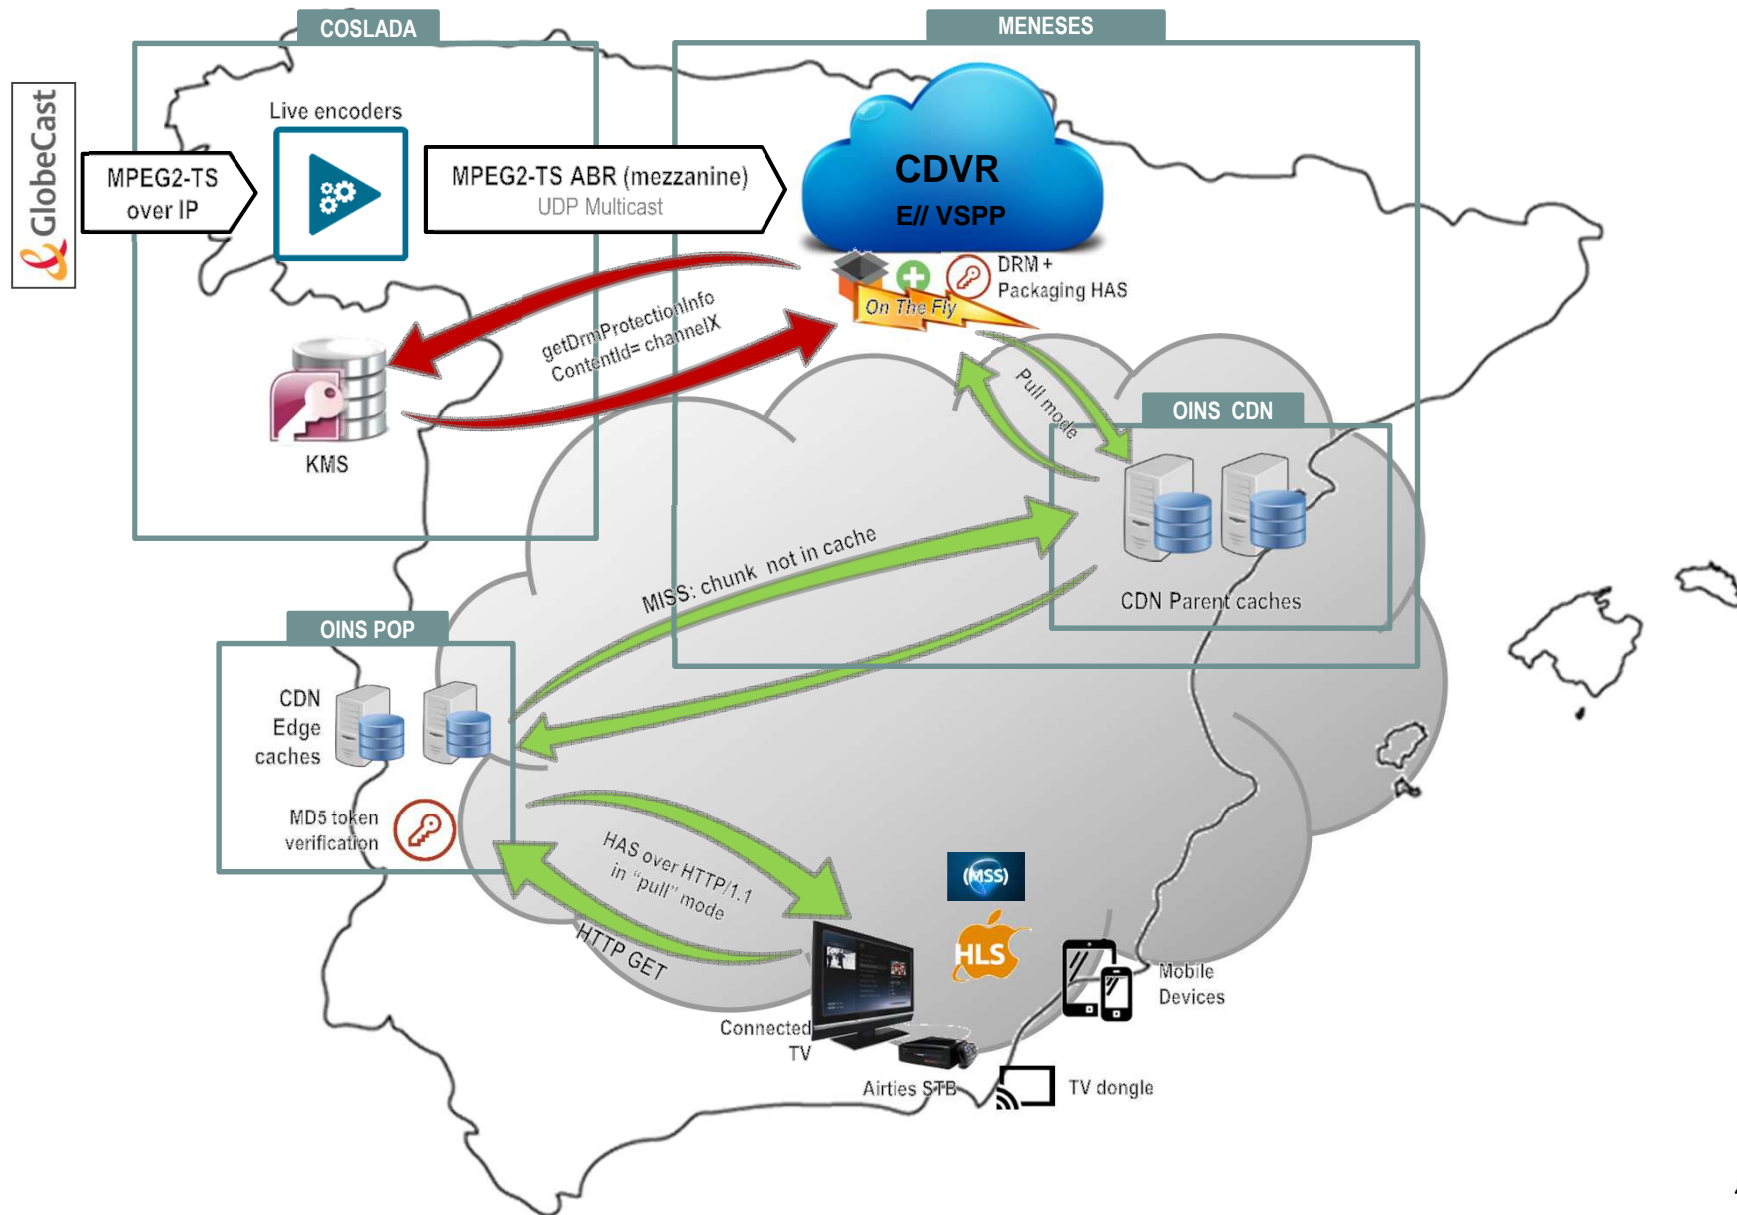 COSLADA
MENESES
GlobeCast
Live encoders
MPEG2-TS
over IP
MPEG2-TS ABR (mezzanine)
UDP Multicast
CDVR
E// VSPP
DRM +
Packaging HAS
On The Fly
getDrmProtectionInfo
ContentId= channelX
KMS
Pull mode
OINS CDN
CDN Parent caches
MISS: chunk not in cache
OINS POP
CDN
Edge
caches
MD5 token
verification
HAS over HTTP/1.1
in "pull" mode
HTTP GET
(MSS)
HLS
Mobile
Devices
Connected
TV
Airties STB
TV dongle